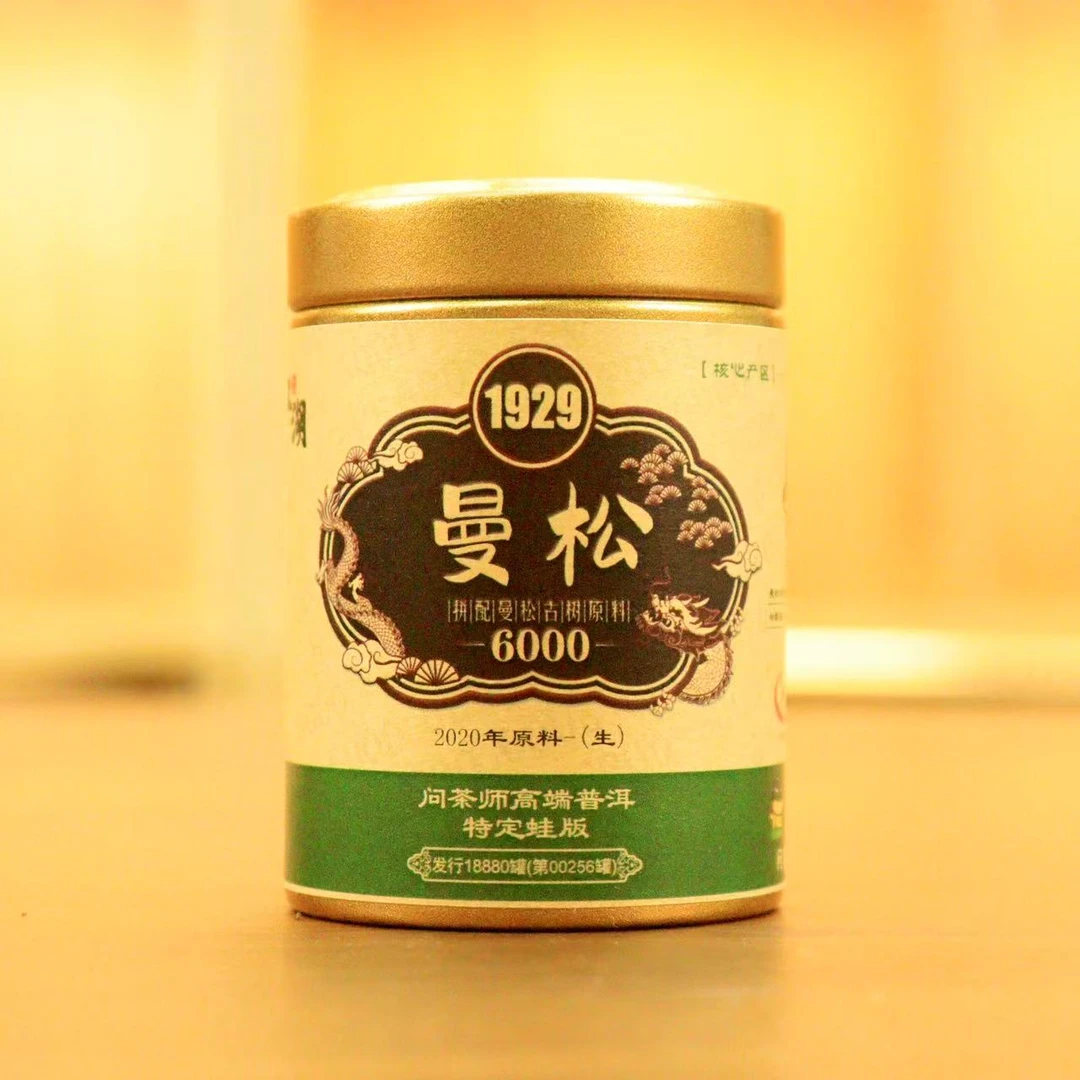 1929
[核心产区]
曼松
拼配曼松古树原料
6000
2020年原料-(生)
问茶师高端普洱
特定蛙版
发行18880罐(第00256罐)